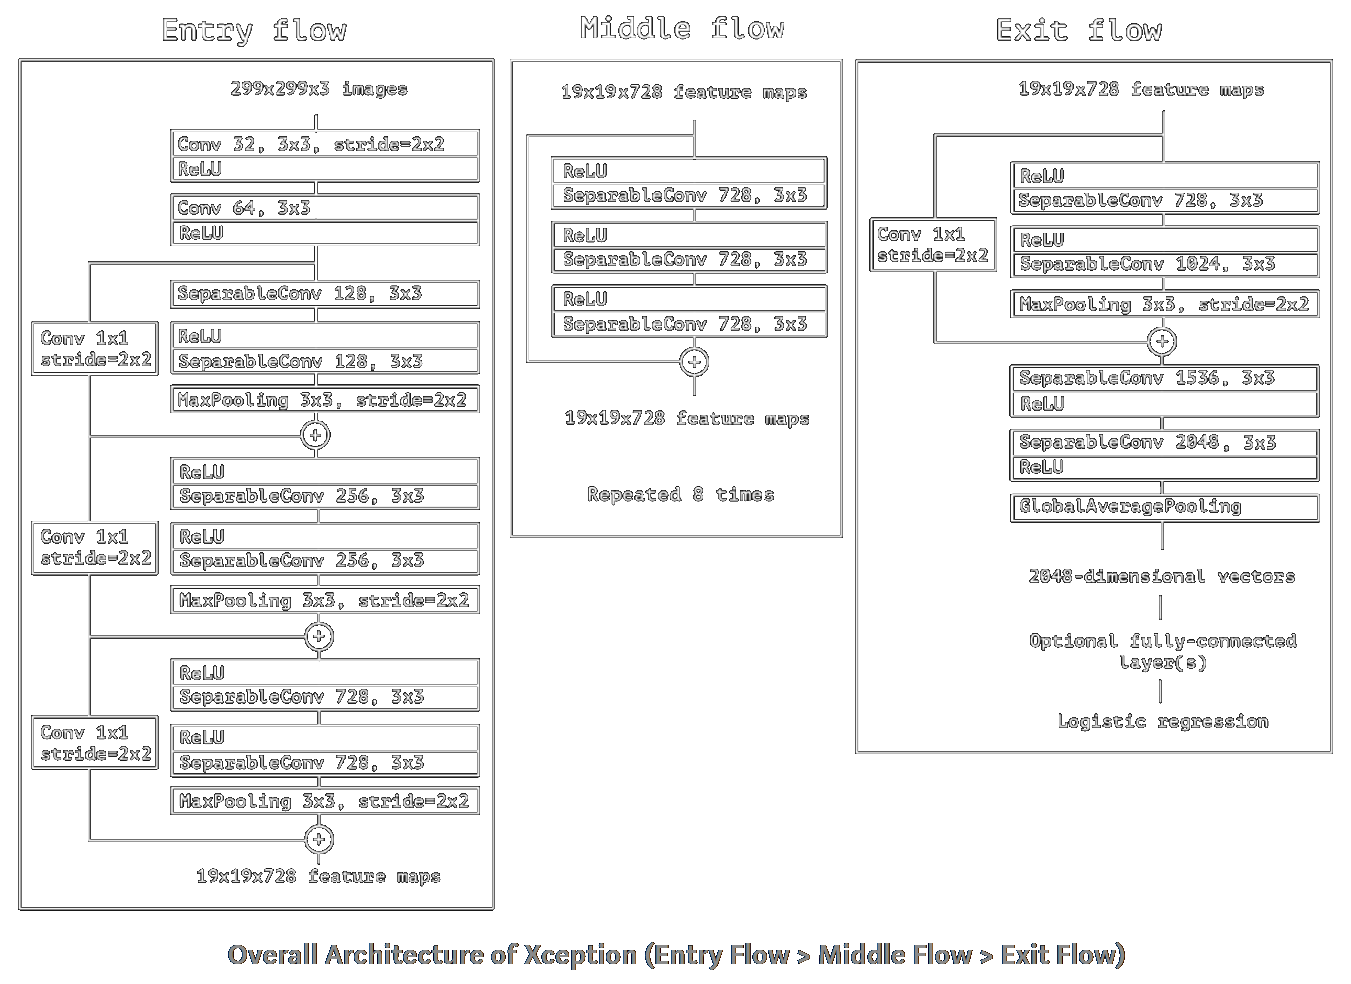 Entry flow
299x299x3 images
Conv 32, 3x3, stride=2x2
ReLU
Conv 64, 3x3
ReLU
SeparableConv 128, 3x3
Conv 1x1
stride=2x2
ReLU
SeparableConv 128, 3x3
MaxPooling 3x3, stride=2x2
+
ReLU
SeparableConv 256, 3x3
Conv 1x1
stride=2x2
ReLU
SeparableConv 256, 3x3
MaxPooling 3x3, stride=2x2
+
ReLU
SeparableConv 728, 3x3
Conv 1x1
stride=2x2
ReLU
SeparableConv 728, 3x3
MaxPooling 3x3, stride=2x2
+
19x19x728 feature maps
Middle flow
19x19x728 feature maps
ReLU
SeparableConv 728, 3x3
ReLU
SeparableConv 728, 3x3
ReLU
SeparableConv 728, 3x3
+
19x19x728 feature maps
Repeated 8 times
Exit flow
19x19x728 feature maps
ReLU
SeparableConv 728, 3x3
Conv 1x1
stride=2x2
ReLU
SeparableConv 1024, 3x3
MaxPooling 3x3, stride=2x2
+
SeparableConv 1536, 3x3
ReLU
SeparableConv 2048, 3x3
ReLU
GlobalAveragePooling
2048-dimensional vectors
Optional fully-connected
layer(s)
Logistic regression
Overall Architecture of Xception (Entry Flow > Middle Flow > Exit Flow)